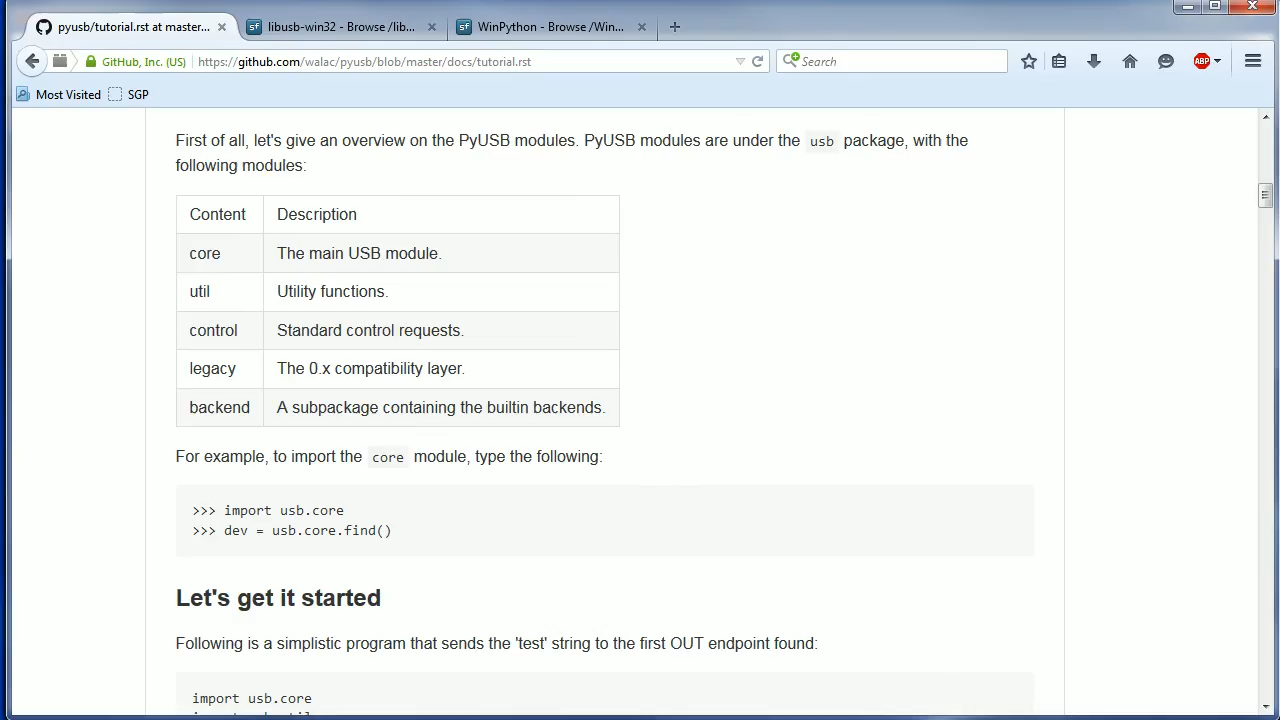 pyusb/tutorial.rst at master...
libusb-win32 - Browse /lib...
WinPython - Browse /Win...
GitHub, Inc. (US)
https://github.com/walac/pyusb/blob/master/docs/tutorial.rst
Search
ABP
Most Visited
SGP
First of all, let's give an overview on the PyUSB modules. PyUSB modules are under the usb package, with the
following modules:
Content Description
core The main USB module.
util Utility functions.
control Standard control requests.
legacy The 0.x compatibility layer.
backend A subpackage containing the builtin backends.
For example, to import the core module, type the following:
>>> import usb.core
>>> dev = usb.core.find()
Let's get it started
Following is a simplistic program that sends the 'test' string to the first OUT endpoint found:
import usb.core